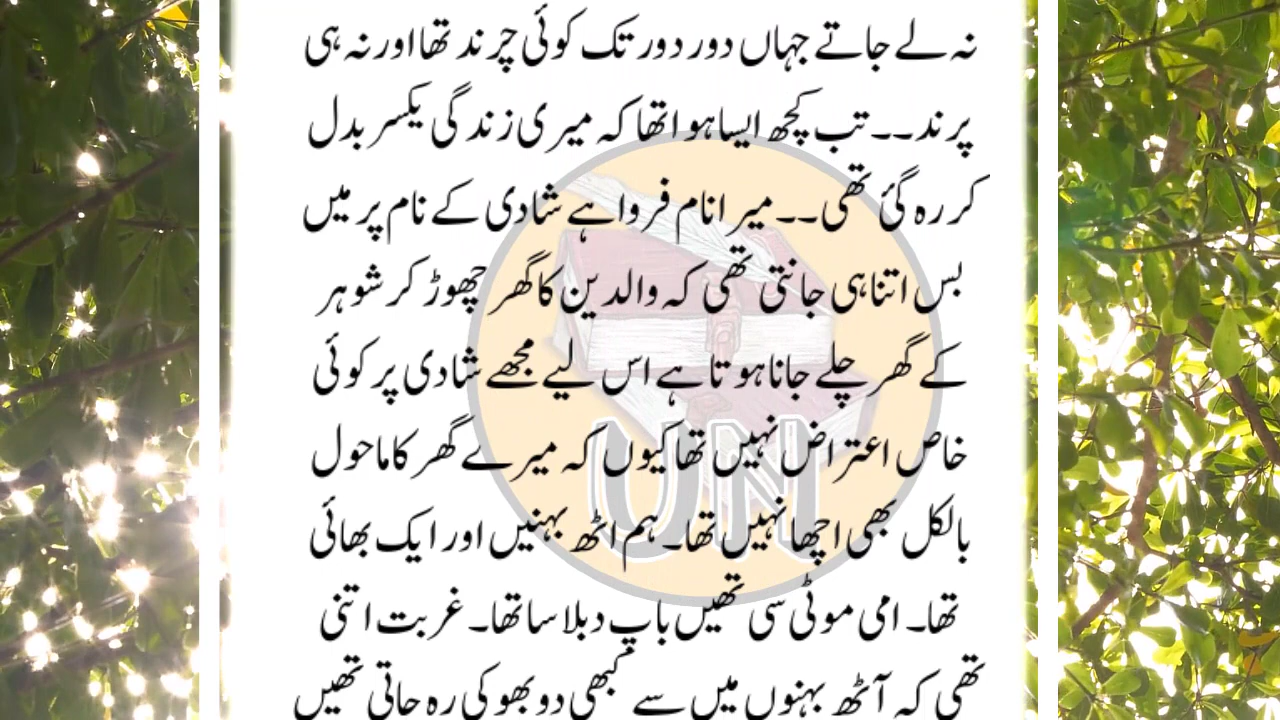 نہ لے جاتے جہاں دور دور تک کوئی چرند تھا اور نہ ہی
پرند۔۔ تب کچھ ایسا ہوا تھا کہ میری زندگی یکسر بدل
کر رہ گئ تھی۔۔ میرا نام فروا ہے شادی کے نام پر میں
بس اتنا ہی جانتی تھی کہ والدین کا گھر چھوڑ کر شوہر
کے گھر چلے جانا ہوتا ہے اس لیے مجھے شادی پر کوئی
خاص اعتراض نہیں تھا کیوں کہ میرے گھر کا ماحول
بالکل بھی اچھا نہیں تھا۔ ہم اٹھ بہنیں اور ایک بھائی
تھا۔ امی موٹی سی تھیں باپ دبلا سا تھا۔ غربت اتنی
تھی کہ آٹھ بہنوں میں سے کبھی دو بھوکی رہ جاتی تھیں
UN